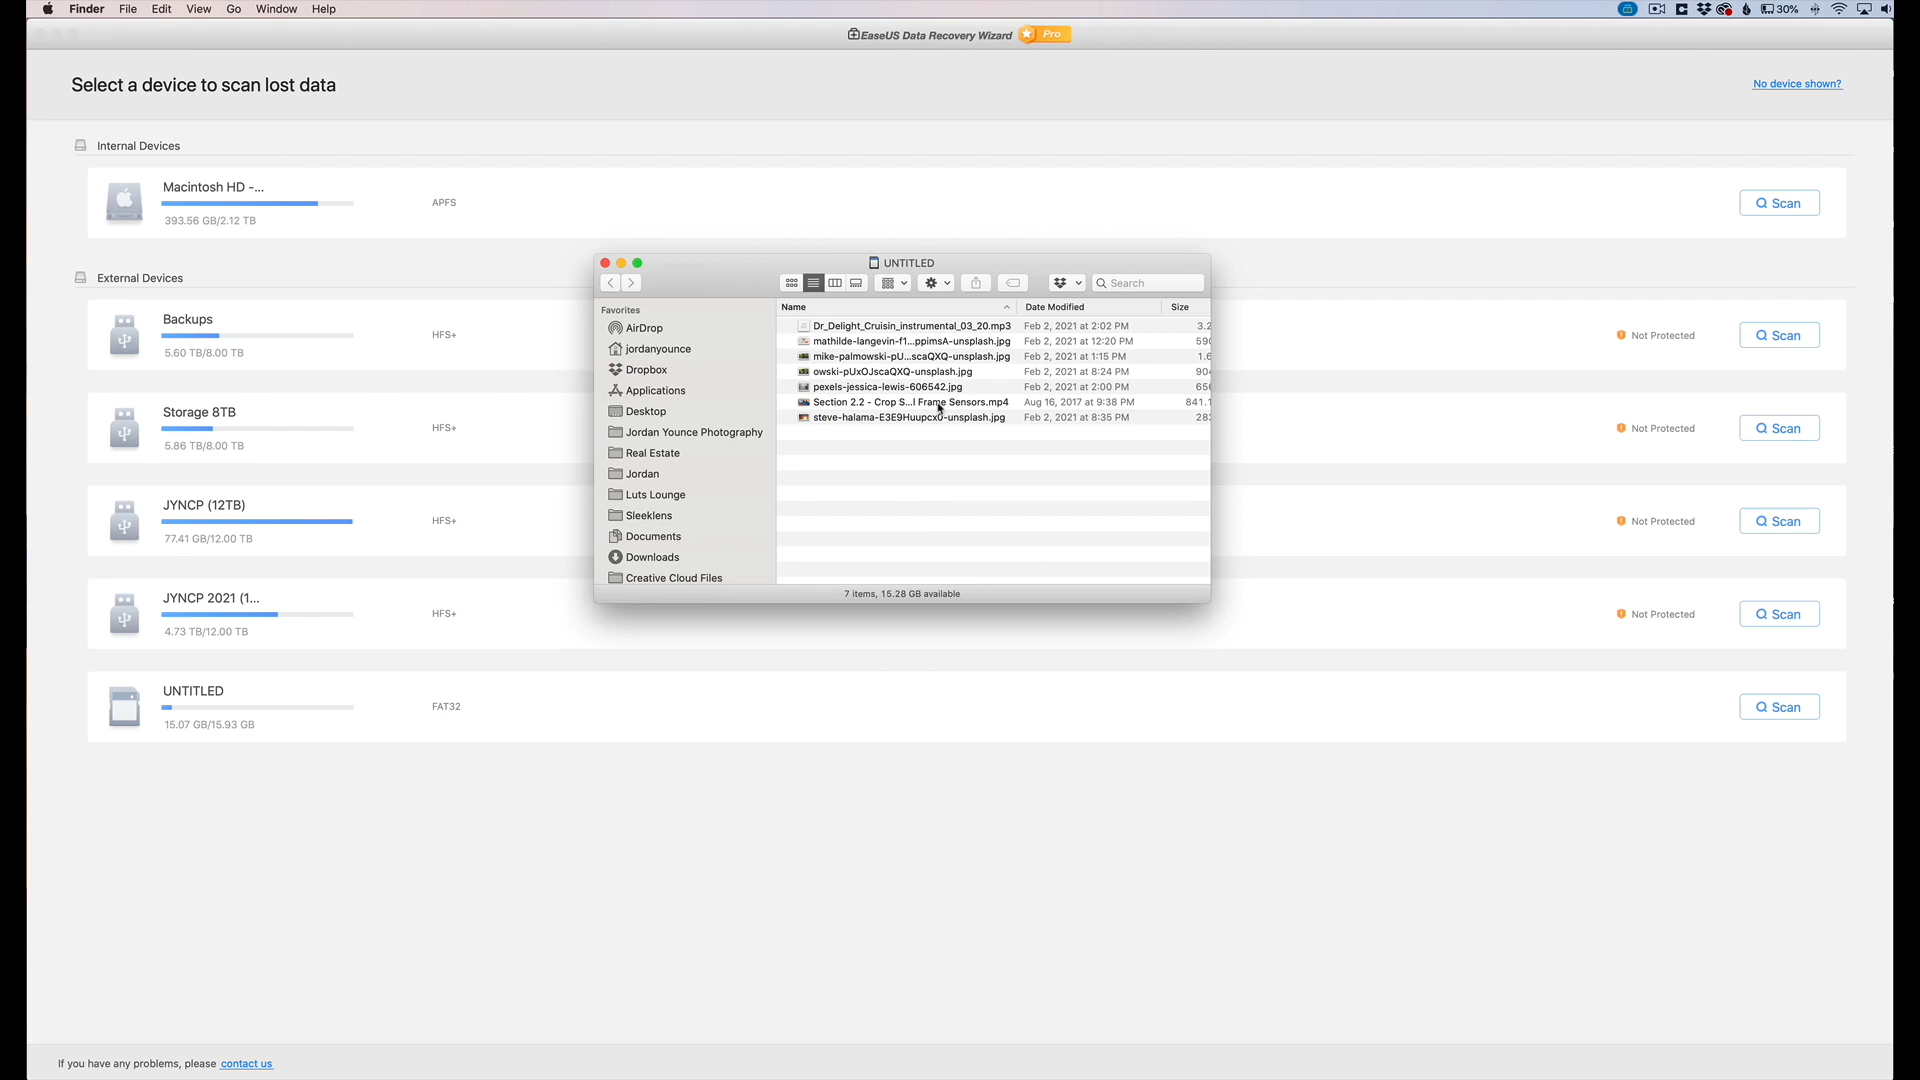 Finder File Edit View Go Window Help 30%
EaseUS Data Recovery Wizard Pro
Select a device to scan lost data
No device shown?
Internal Devices
Macintosh HD -...
APFS
Scan
393.56 GB/2.12 TB
External Devices
Backups
HFS+
Not Protected
Scan
5.60 TB/8.00 TB
Storage 8TB
HFS+
Not Protected
Scan
5.86 TB/8.00 TB
JYNCP (12TB)
HFS+
Not Protected
Scan
77.41 GB/12.00 TB
JYNCP 2021 (1...
HFS+
Not Protected
Scan
4.73 TB/12.00 TB
UNTITLED
FAT32
Scan
15.07 GB/15.93 GB
UNTITLED
Search
Favorites
AirDrop
jordanyounce
Dropbox
Applications
Desktop
Jordan Younce Photography
Real Estate
Jordan
Luts Lounge
Sleeklens
Documents
Downloads
Creative Cloud Files
Name Date Modified Size
Dr_Delight_Cruisin_instrumental_03_20.mp3 Feb 2, 2021 at 2:02 PM 3.2
mathilde-langevin-f1...ppimsA-unsplash.jpg Feb 2, 2021 at 12:20 PM 590
mike-palmowski-pU...scaQXQ-unsplash.jpg Feb 2, 2021 at 1:15 PM 1.6
owski-pUxOJscaQXQ-unsplash.jpg Feb 2, 2021 at 8:24 PM 904
pexels-jessica-lewis-606542.jpg Feb 2, 2021 at 2:00 PM 656
Section 2.2 - Crop S...l Frame Sensors.mp4 Aug 16, 2017 at 9:38 PM 841.1
steve-halama-E3E9Huupcx0-unsplash.jpg Feb 2, 2021 at 8:35 PM 283
7 items, 15.28 GB available
If you have any problems, please contact us